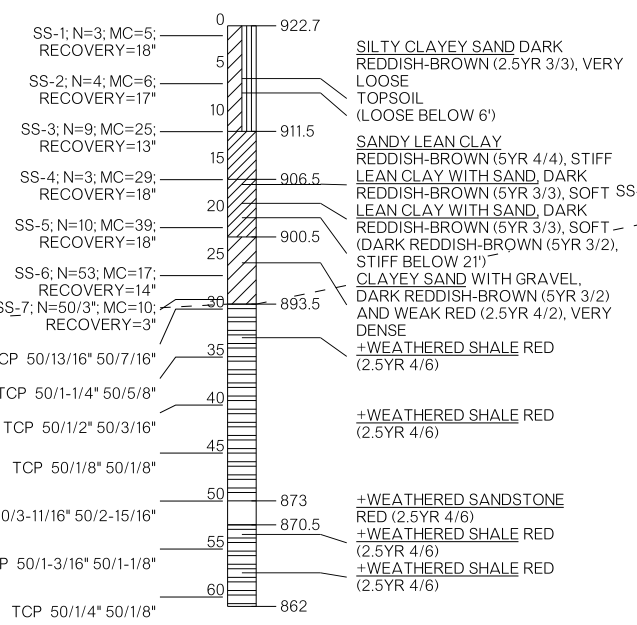 0
922.7
SS-1; N=3; MC=5;
RECOVERY=18"
SILTY CLAYEY SAND DARK
REDDISH-BROWN (2.5YR 3/3), VERY
LOOSE
TOPSOIL
(LOOSE BELOW 6')
5
SS-2; N=4; MC=6;
RECOVERY=17"
10
SS-3; N=9; MC=25;
RECOVERY=13"
911.5
SANDY LEAN CLAY
REDDISH-BROWN (5YR 4/4), STIFF
15
SS-4; N=3; MC=29;
RECOVERY=18"
906.5
LEAN CLAY WITH SAND, DARK
REDDISH-BROWN (5YR 3/3), SOFT SS-
20
LEAN CLAY WITH SAND, DARK
REDDISH-BROWN (5YR 3/3), SOFT
(DARK REDDISH-BROWN (5YR 3/2),
STIFF BELOW 21')
SS-5; N=10; MC=39;
RECOVERY=18"
900.5
25
SS-6; N=53; MC=17;
RECOVERY=14"
CLAYEY SAND WITH GRAVEL,
DARK REDDISH-BROWN (5YR 3/2)
AND WEAK RED (2.5YR 4/2), VERY
DENSE
30
893.5
SS-7; N=50/3"; MC=10;
RECOVERY=3"
+WEATHERED SHALE RED
(2.5YR 4/6)
35
CP 50/13/16" 50/7/16"
TCP 50/1-1/4" 50/5/8"
40
+WEATHERED SHALE RED
(2.5YR 4/6)
TCP 50/1/2" 50/3/16"
45
TCP 50/1/8" 50/1/8"
50
873
+WEATHERED SANDSTONE
RED (2.5YR 4/6)
0/3-11/16" 50/2-15/16"
870.5
+WEATHERED SHALE RED
(2.5YR 4/6)
55
P 50/1-3/16" 50/1-1/8"
+WEATHERED SHALE RED
(2.5YR 4/6)
60
862
TCP 50/1/4" 50/1/8"